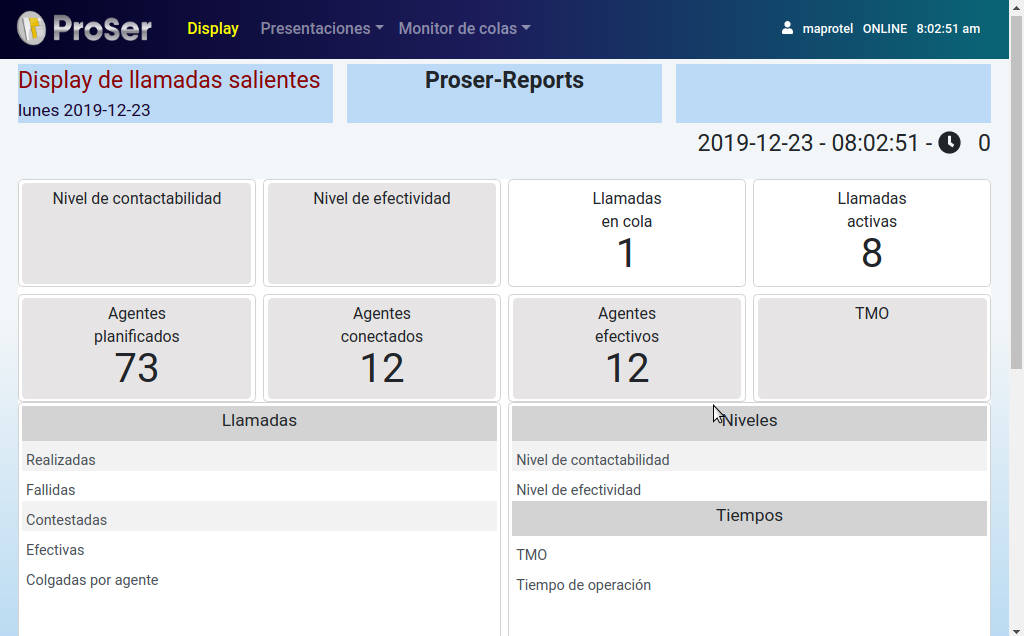 ProSer Display Presentaciones Monitor de colas maprotel ONLINE 8:02:51 am
Display de llamadas salientes
lunes 2019-12-23
Proser-Reports
2019-12-23 - 08:02:51 - 0
Nivel de contactabilidad
Nivel de efectividad
Llamadas
en cola
1
Llamadas
activas
8
Agentes
planificados
73
Agentes
conectados
12
Agentes
efectivos
12
TMO
Llamadas
Realizadas
Fallidas
Contestadas
Efectivas
Colgadas por agente
Niveles
Nivel de contactabilidad
Nivel de efectividad
Tiempos
TMO
Tiempo de operación